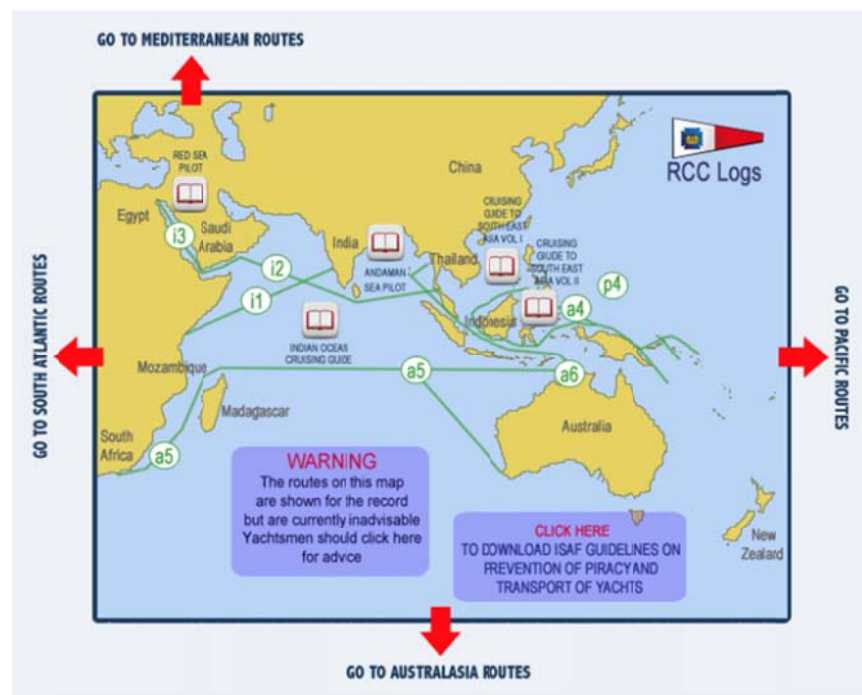 GO TO MEDITERRANEAN ROUTES
RED SEA
PILOT
RCC Logs
China
Egypt
Saudi
Arabia
India
Thailand
CRUISING
GUIDE TO
SOUTH EAST
ASIA VOL I
CRUISING
GIUDE TO
SOUTH EAST
ASIA VOL II
ANDAMAN
SEA PILOT
i3
i2
i1
p4
a4
Indonesia
INDIAN OCEAN
CRUISING GUIDE
GO TO SOUTH ATLANTIC ROUTES
GO TO PACIFIC ROUTES
Mozambique
a5
a6
Madagascar
Australia
South
Africa
a5
WARNING
The routes on this map
are shown for the record
but are currently inadvisable
Yachtsmen should click here
for advice
CLICK HERE
TO DOWNLOAD ISAF GUIDELINES ON
PREVENTION OF PIRACY AND
TRANSPORT OF YACHTS
New
Zealard
GO TO AUSTRALASIA ROUTES